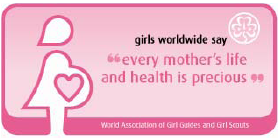 girls worldwide say
“every mother's life
and health is precious”
World Association of Girl Guides and Girl Scouts